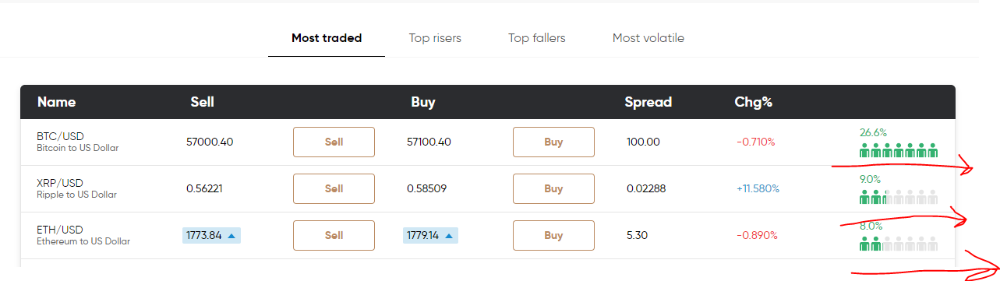 Most traded Top risers Top fallers Most volatile
Name Sell Buy Spread Chg%
BTC/USD
Bitcoin to US Dollar
57000.40 Sell 57100.40 Buy 100.00 -0.710% 26.6%
XRP/USD
Ripple to US Dollar
0.56221 Sell 0.58509 Buy 0.02288 +11.580% 9.0%
ETH/USD
Ethereum to US Dollar
1773.84 Sell 1779.14 Buy 5.30 -0.890% 8.0%